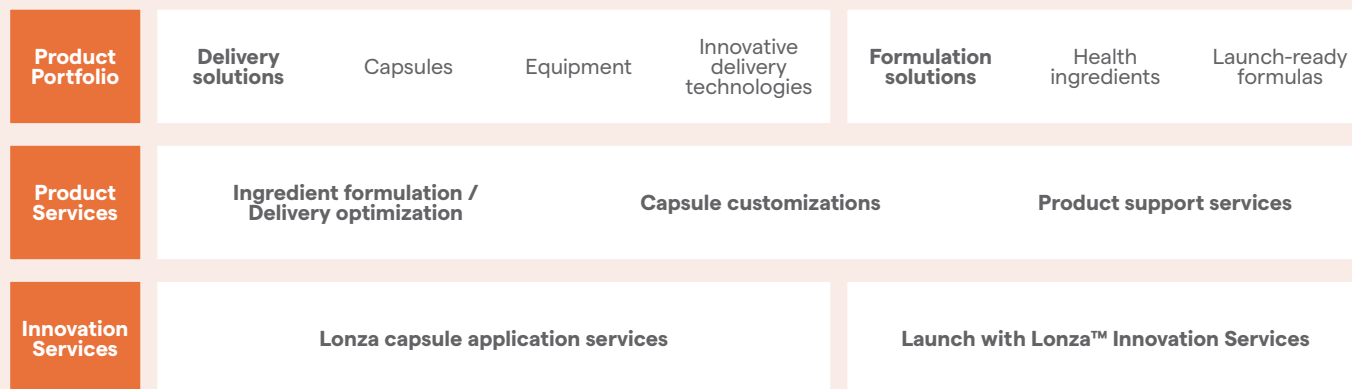 Product
Portfolio
Delivery
solutions
Capsules
Equipment
Innovative
delivery
technologies
Formulation
solutions
Health
ingredients
Launch-ready
formulas
Product
Services
Ingredient formulation /
Delivery optimization
Capsule customizations
Product support services
Innovation
Services
Lonza capsule application services
Launch with Lonza™ Innovation Services